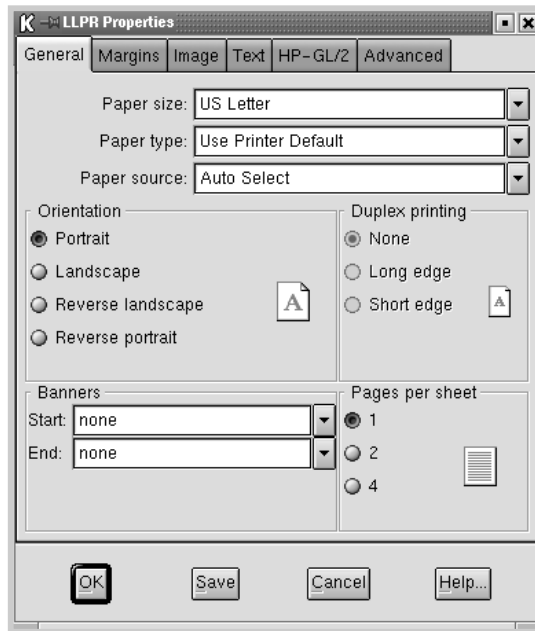 K LLPR Properties
General Margins Image Text HP-GL/2 Advanced
Paper size: US Letter
Paper type: Use Printer Default
Paper source: Auto Select
Orientation
Portrait
Landscape
Reverse landscape
Reverse portrait
A
Duplex printing
None
Long edge
Short edge
A
Banners
Start: none
End: none
Pages per sheet
1
2
4
OK Save Cancel Help...